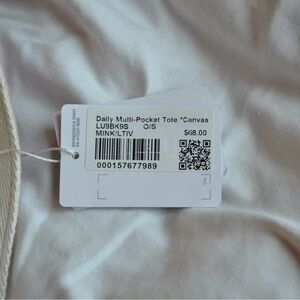 Daily Multi-Pocket Tote *Canvas
LU9BK9S O/S
MINK/LTIV $68.00
000157677989